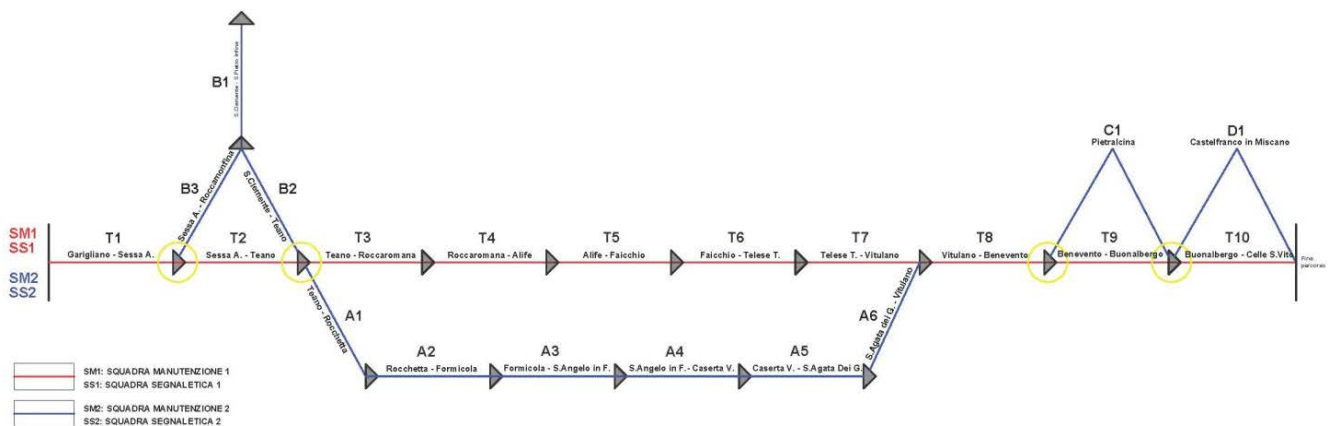 B1
S.Clemente - S.Pietro Infine
C1
Pietralcina
D1
Castelfranco in Miscano
B3
Sessa A. - Roccamonfina
B2
S.Clemente - Teano
SM1
SS1
SM2
SS2
T1
Garigliano - Sessa A.
T2
Sessa A. - Teano
T3
Teano - Roccaromana
T4
Roccaromana - Alife
T5
Alife - Faicchio
T6
Faicchio - Telese T.
T7
Telese T. - Vitulano
T8
Vitulano - Benevento
T9
Benevento - Buonalbergo
T10
Buonalbergo - Celle S.Vito
Fine
percorso
A1
Teano - Rocchetta
A2
Rocchetta - Formicola
A3
Formicola - S.Angelo in F.
A4
S.Angelo in F.- Caserta V.
A5
Caserta V. - S.Agata Dei G.
A6
S.Agata dei G. - Vitulano
SM1: SQUADRA MANUTENZIONE 1
SS1: SQUADRA SEGNALETICA 1
SM2: SQUADRA MANUTENZIONE 2
SS2: SQUADRA SEGNALETICA 2